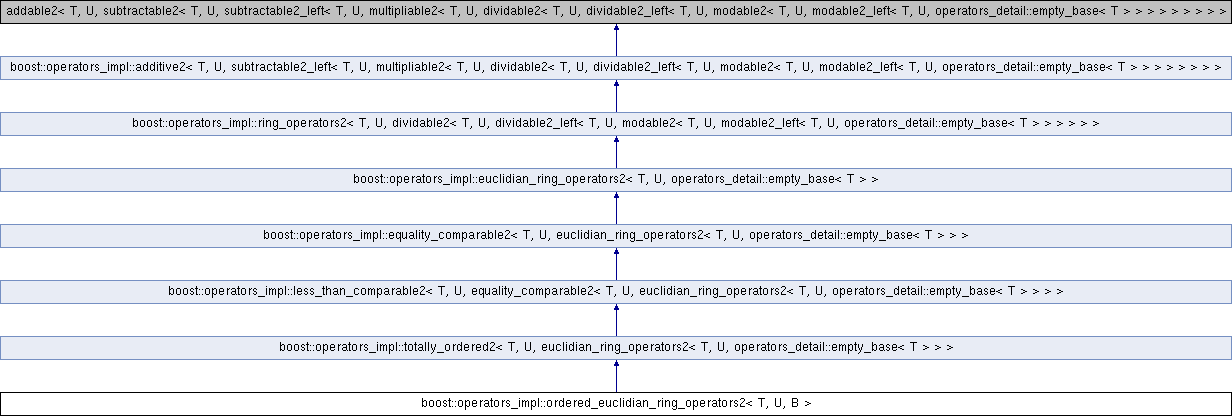 addable2< T, U, subtractable2< T, U, subtractable2_left< T, U, multipliable2< T, U, dividable2< T, U, dividable2_left< T, U, modable2< T, U, modable2_left< T, U, operators_detail::empty_base< T > > > > > > > > >
boost::operators_impl::additive2< T, U, subtractable2_left< T, U, multipliable2< T, U, dividable2< T, U, dividable2_left< T, U, modable2< T, U, modable2_left< T, U, operators_detail::empty_base< T > > > > > > > >
boost::operators_impl::ring_operators2< T, U, dividable2< T, U, dividable2_left< T, U, modable2< T, U, modable2_left< T, U, operators_detail::empty_base< T > > > > > >
boost::operators_impl::euclidian_ring_operators2< T, U, operators_detail::empty_base< T > >
boost::operators_impl::equality_comparable2< T, U, euclidian_ring_operators2< T, U, operators_detail::empty_base< T > > >
boost::operators_impl::less_than_comparable2< T, U, equality_comparable2< T, U, euclidian_ring_operators2< T, U, operators_detail::empty_base< T > > > >
boost::operators_impl::totally_ordered2< T, U, euclidian_ring_operators2< T, U, operators_detail::empty_base< T > > >
boost::operators_impl::ordered_euclidian_ring_operators2< T, U, B >